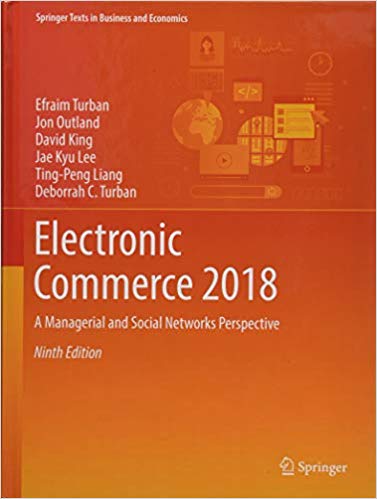 Springer Texts in Business and Economics
Efraim Turban
Jon Outland
David King
Jae Kyu Lee
Ting-Peng Liang
Deborrah C. Turban
Electronic
Commerce 2018
A Managerial and Social Networks Perspective
Ninth Edition
Springer